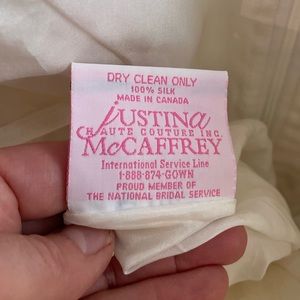 DRY CLEAN ONLY
100% SILK
MADE IN CANADA
justina
HAUTE COUTURE INC.
McCAFFREY
International Service Line
1-888-874-GOWN
PROUD MEMBER OF
THE NATIONAL BRIDAL SERVICE